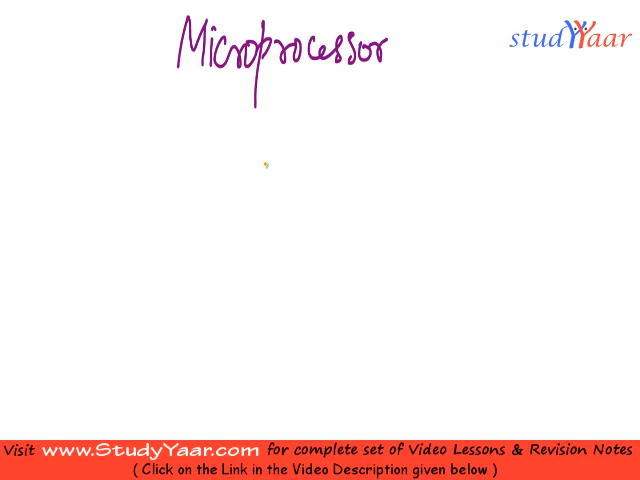 Microprocessor
studYYaar
Visit www.StudyYaar.com for complete set of Video Lessons & Revision Notes
( Click on the Link in the Video Description given below )